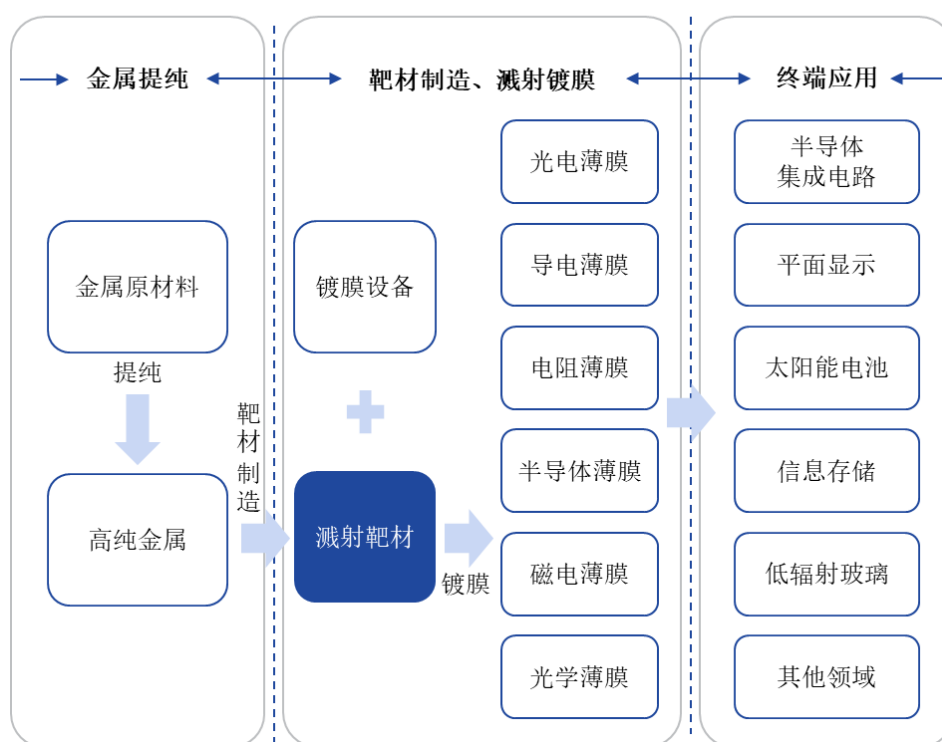 金属提纯
靶材制造、溅射镀膜
终端应用
金属原材料
提纯
高纯金属
靶
材
制
造
镀膜设备
溅射靶材
镀膜
光电薄膜
导电薄膜
电阻薄膜
半导体薄膜
磁电薄膜
光学薄膜
半导体
集成电路
平面显示
太阳能电池
信息存储
低辐射玻璃
其他领域